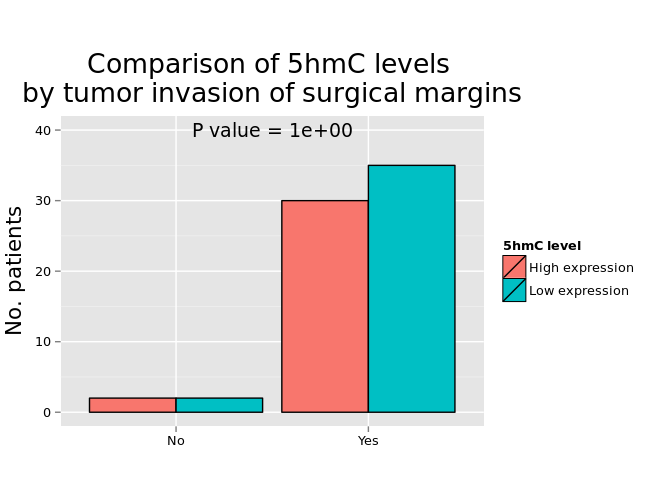 Comparison of 5hmC levels
by tumor invasion of surgical margins
P value = 1e+00
40
30
20
10
0
No. patients
No
Yes
5hmC level
High expression
Low expression